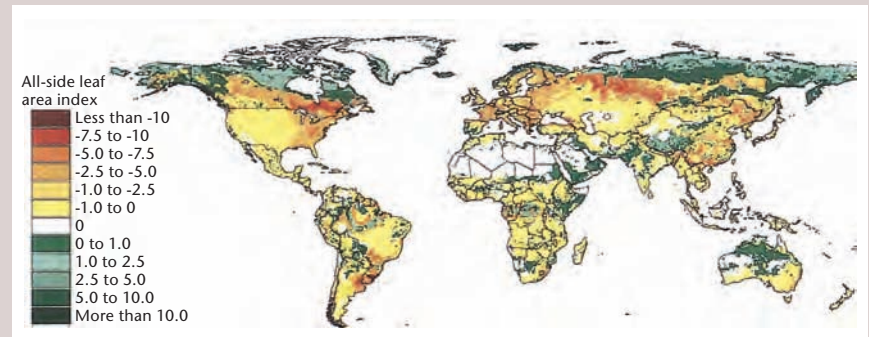 All-side leaf
area index
Less than -10
-7.5 to -10
-5.0 to -7.5
-2.5 to -5.0
-1.0 to -2.5
-1.0 to 0
0
0 to 1.0
1.0 to 2.5
2.5 to 5.0
5.0 to 10.0
More than 10.0